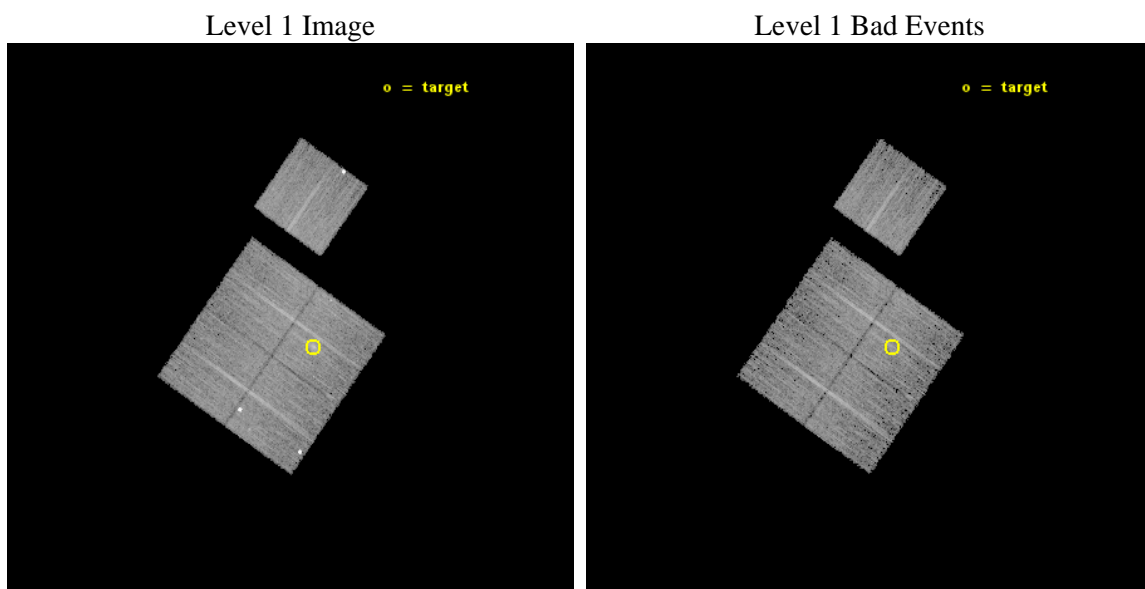 Level 1 Image
Level 1 Bad Events
o = target
o = target